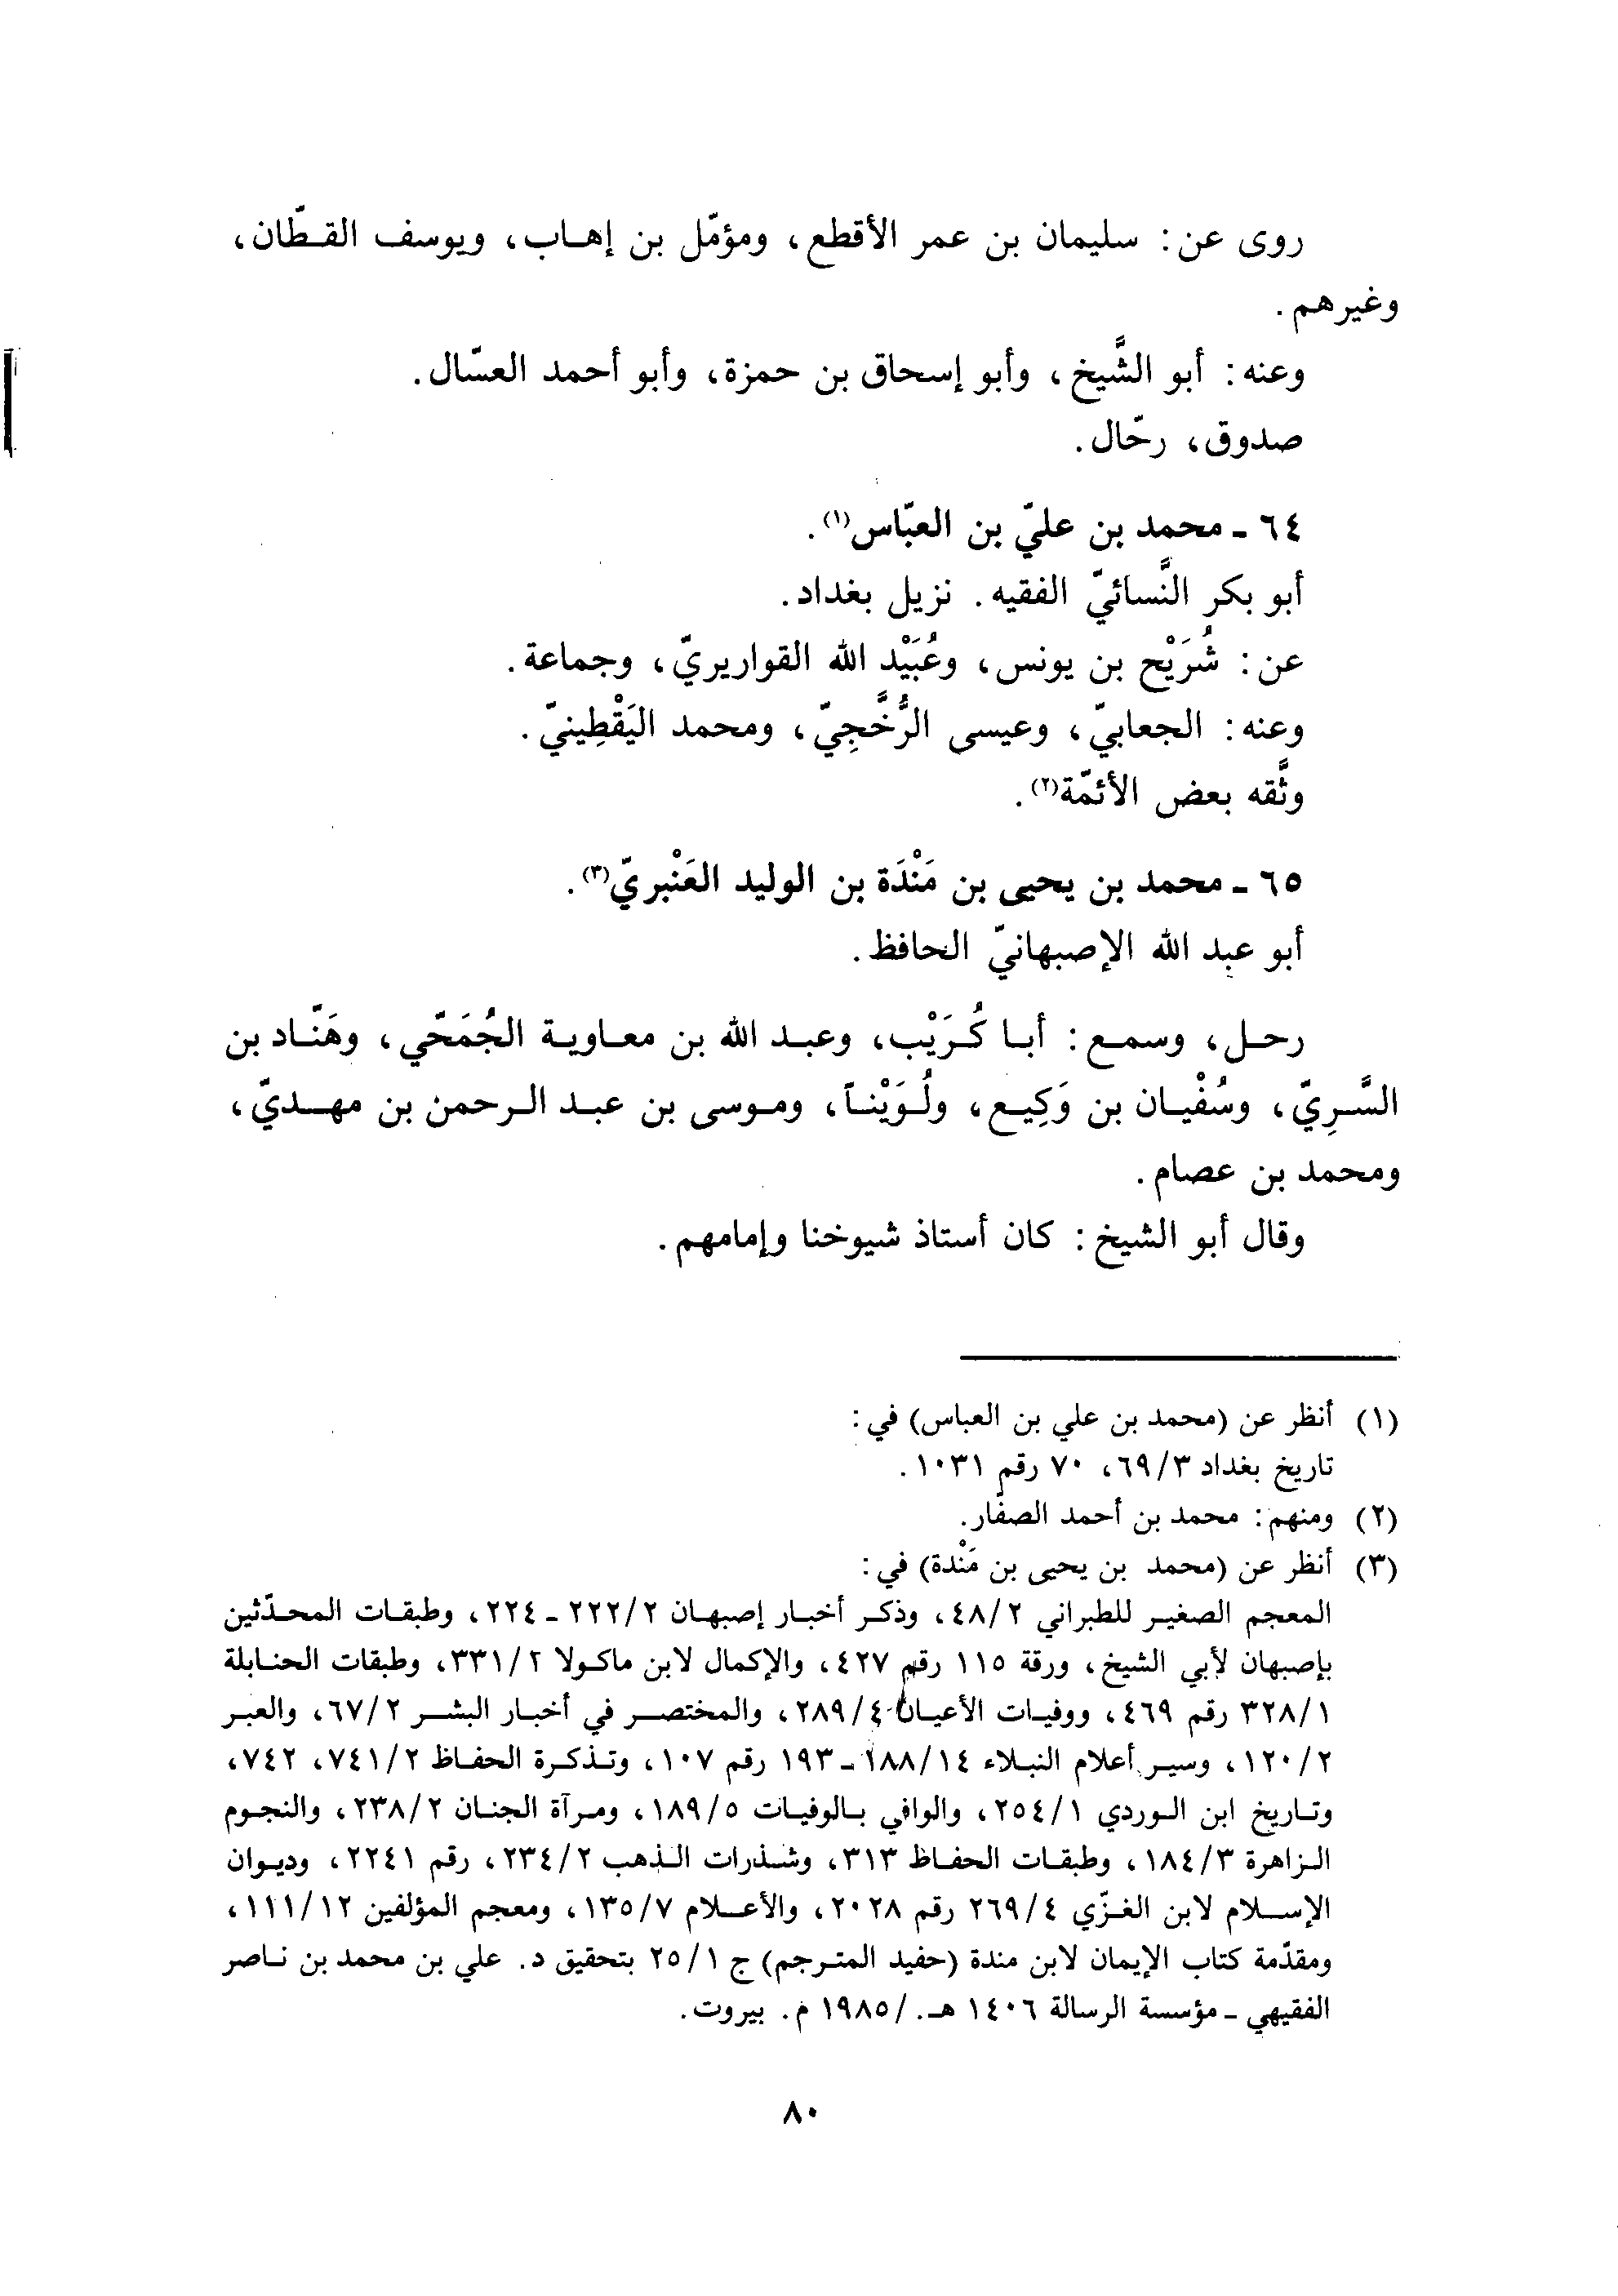 روى عن : سليمان بن عمر الأقطع، ومؤمّل بن إهاب، ويوسف القطّان،
وغيرهم.
وعنه: أبو الشَّيخ، وأبو إسحاق بن حمزة، وأبو أحمد العسّال.
صدوق، رحّال.
٦٤ ـ محمد بن عليّ بن العبّاس(١).
أبو بكر النَّسائيّ الفقيه. نزيل بغداد.
عن: شُرَيْح بن يونس، وعُبَيْد الله القواريريّ، وجماعة.
وعنه: الجعابيّ، وعيسى الرُّخَّجِيّ، ومحمد اليَقْطِينيّ.
وثَّقه بعض الأئمّة(٢).
٦٥ ـ محمد بن يحيى بن مَنْدَة بن الوليد العَنْبريّ(٣).
أبو عبد الله الإصبهانيّ الحافظ.
رحل، وسمع: أبا كُرَيْب، وعبد الله بن معاوية الجُمَحّي، وهَنّاد بن
السَّرِيّ، وسُفْيان بن وَكِيع، ولُوَيْناً، وموسى بن عبد الرحمن بن مهديّ،
ومحمد بن عصام.
وقال أبو الشيخ: كان أستاذ شيوخنا وإمامهم.
(١) أنظر عن (محمد بن علي بن العباس) في:
تاريخ بغداد ٦٩/٣، ٧٠ رقم ١٠٣١.
(٢) ومنهم: محمد بن أحمد الصفّار.
(٣) أنظر عن (محمد بن يحيى بن مَنْدة) في:
المعجم الصغير للطبراني ٤٨/٢، وذكر أخبار إصبهان ٢٢٢/٢ ـ ٢٢٤، وطبقات المحدّثين
بإصبهان لأبي الشيخ، ورقة ١١٥ رقم ٤٢٧، والإكمال لابن ماكولا ٣٣١/٢، وطبقات الحنابلة
٣٢٨/١ رقم ٤٦٩، ووفيات الأعيان ٢٨٩/٤، والمختصر في أخبار البشر ٦٧/٢، والعبر
١٢٠/٢، وسير أعلام النبلاء ١٨٨/١٤ ـ ١٩٣ رقم ١٠٧، وتذكرة الحفاظ ٧٤١/٢، ٧٤٢،
وتاريخ ابن الوردي ٢٥٤/١، والوافي بالوفيات ١٨٩/٥، ومرآة الجنان ٢٣٨/٢، والنجوم
الزاهرة ١٨٤/٣، وطبقات الحفاظ ٣١٣، وشذرات الذهب ٢٣٤/٢، رقم ٢٢٤١، وديوان
الإسلام لابن الغزّي ٢٦٩/٤ رقم ٢٠٢٨، والأعلام ١٣٥/٧، ومعجم المؤلفين ١١١/١٢،
ومقدّمة كتاب الإيمان لابن مندة (حفيد المترجم) ج ٢٥/١ بتحقيق د. علي بن محمد بن ناصر
الفقيهي ـ مؤسسة الرسالة ١٤٠٦ هـ./١٩٨٥ م. بيروت.
٨٠